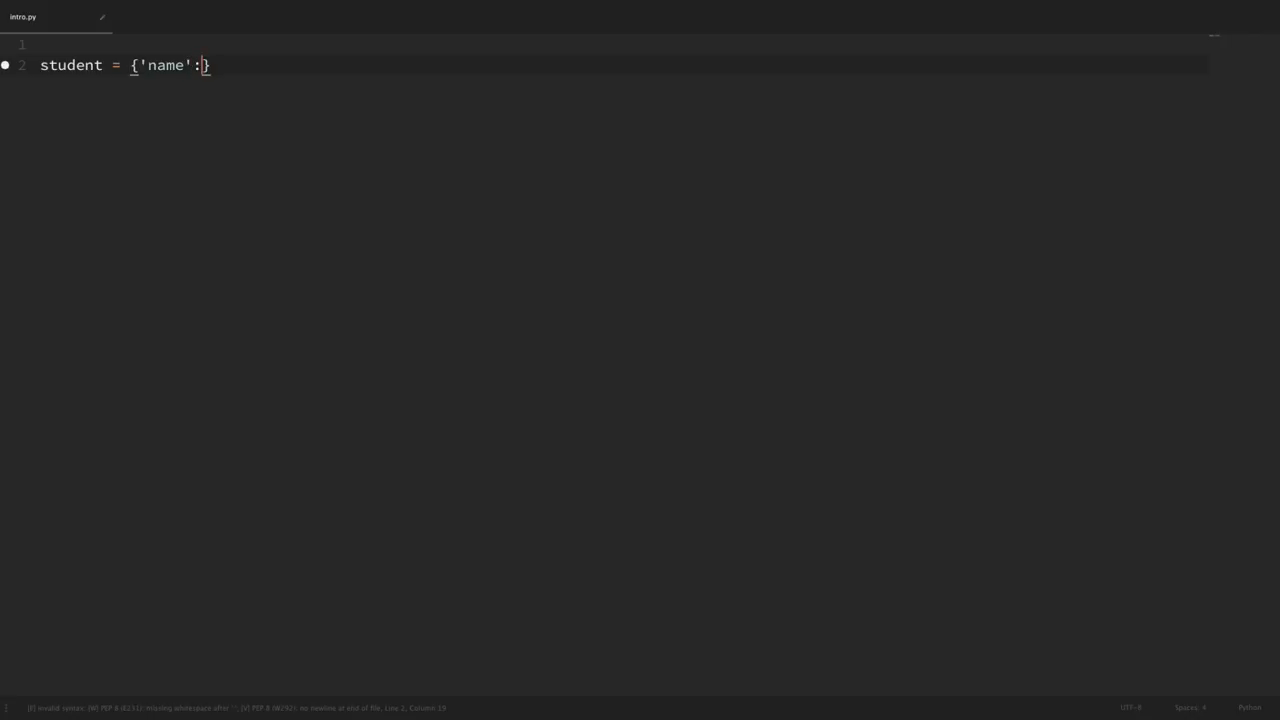 intro.py
1
2 student = {'name':}
[E] invalid syntax; [W] PEP 8 (E231): missing whitespace after ':'; [V] PEP 8 (W292): no newline at end of file, Line 2, Column 19
UTF-8 Spaces: 4 Python